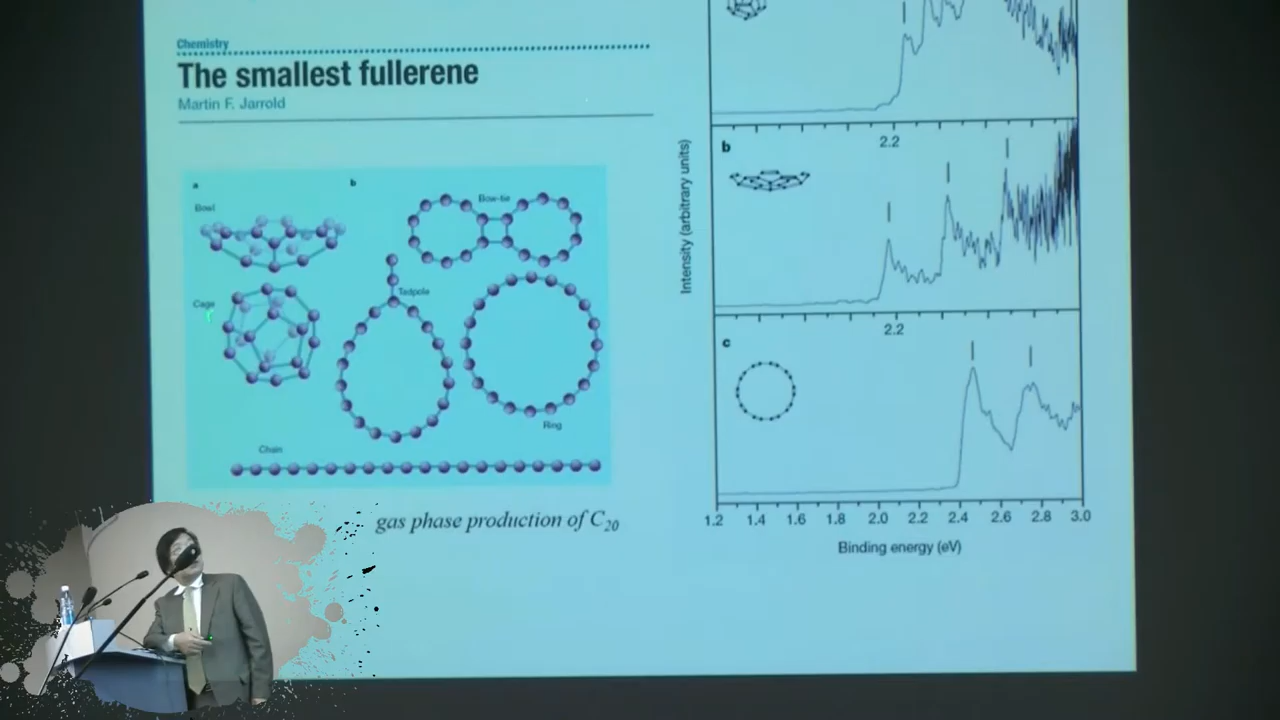 Chemistry
The smallest fullerene
Martin F. Jarrold
a
b
Bowl
Bow-tie
Cage
Tadpole
Ring
Chain
gas phase production of C20
Intensity (arbitrary units)
2.2
b
2.2
c
1.2 1.4 1.6 1.8 2.0 2.2 2.4 2.6 2.8 3.0
Binding energy (eV)